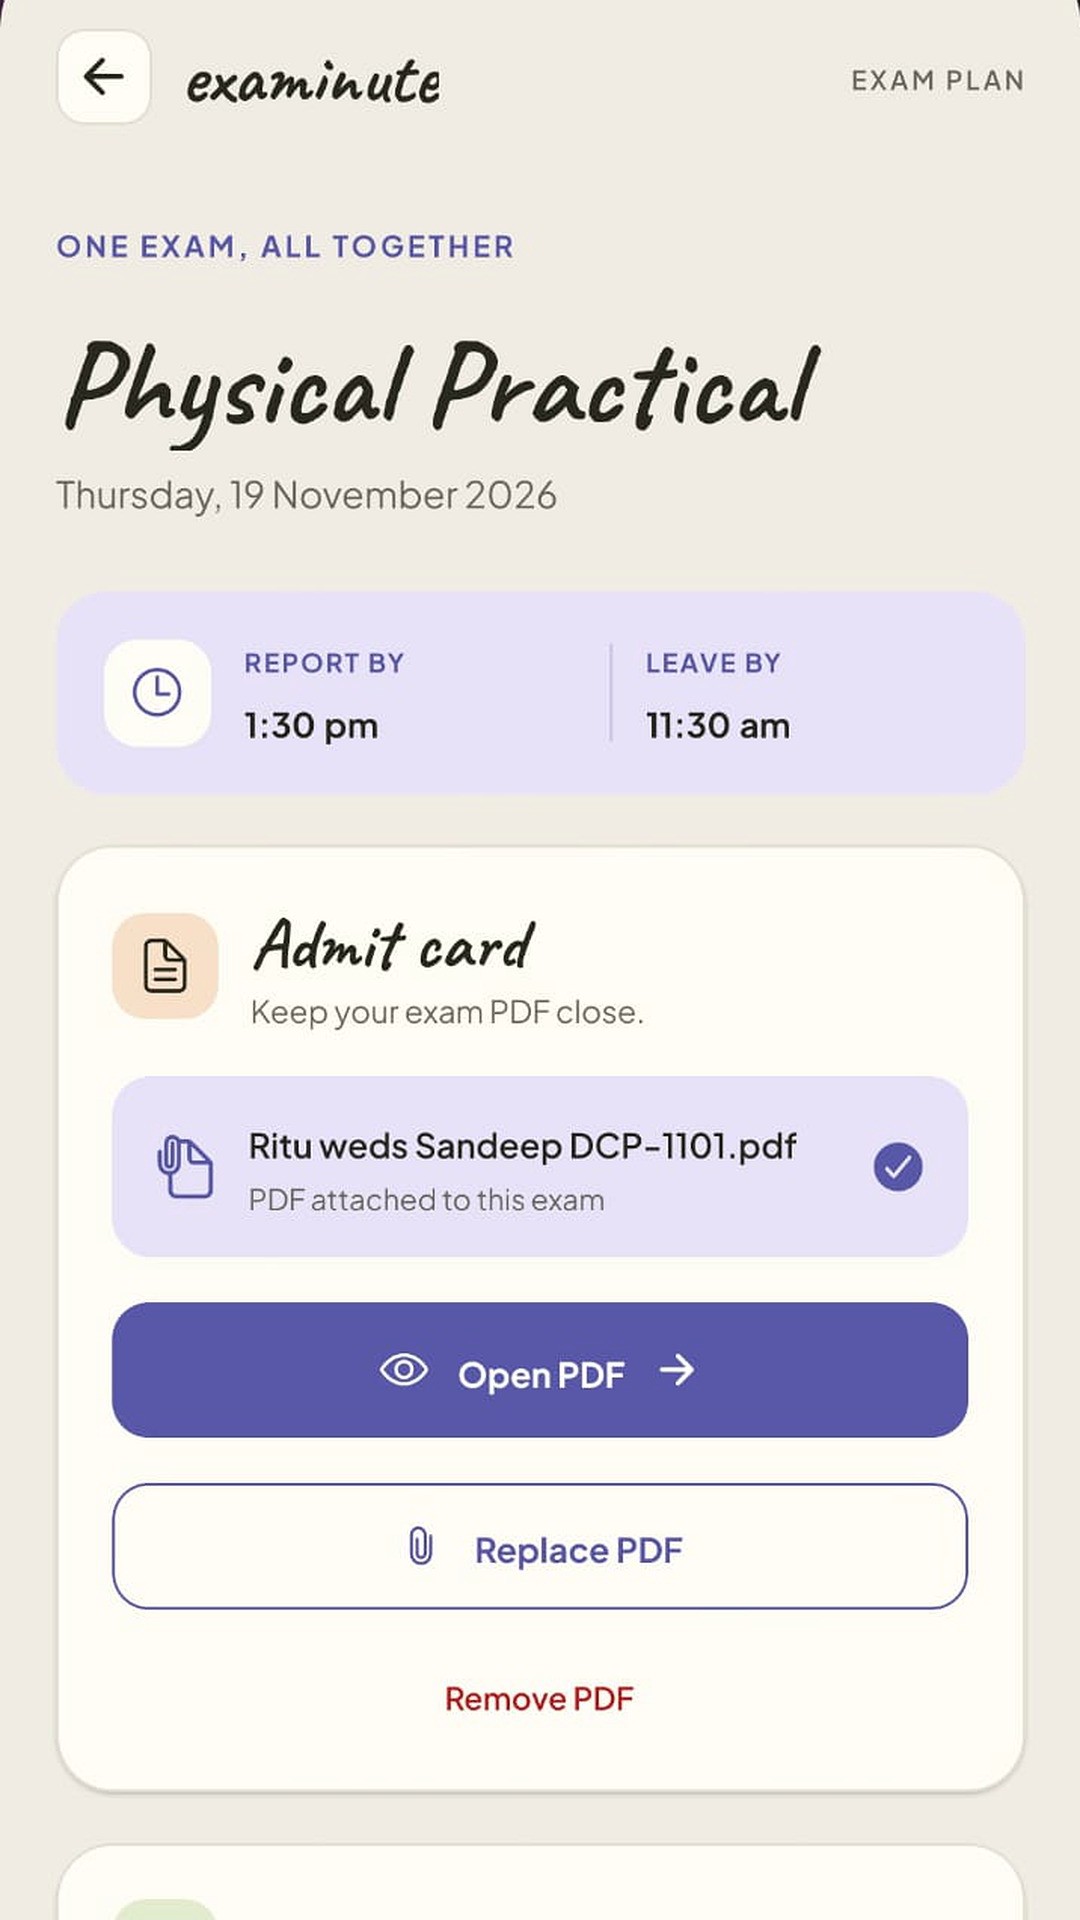 examinute
EXAM PLAN
ONE EXAM, ALL TOGETHER
Physical Practical
Thursday, 19 November 2026
REPORT BY
1:30 pm
LEAVE BY
11:30 am
Admit card
Keep your exam PDF close.
Ritu weds Sandeep DCP-1101.pdf
PDF attached to this exam
Open PDF
Replace PDF
Remove PDF